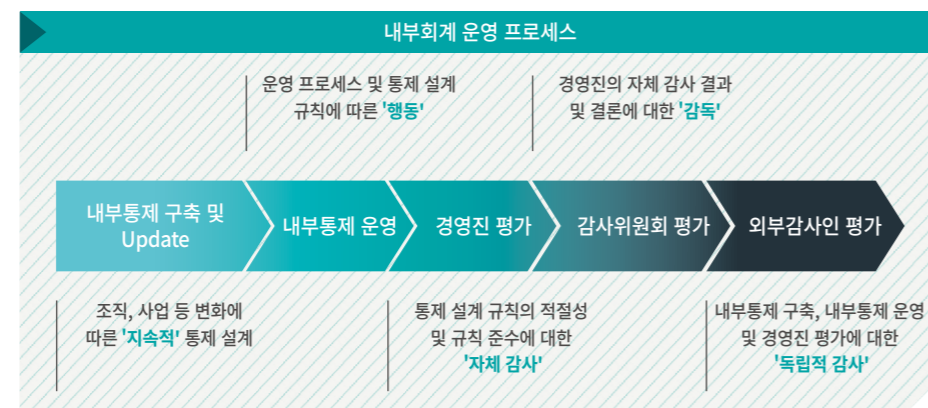 내부회계 운영 프로세스
운영 프로세스 및 통제 설계
규칙에 따른 '행동'
경영진의 자체 감사 결과
및 결론에 대한 '감독'
내부통제 구축 및
Update
내부통제 운영
경영진 평가
감사위원회 평가
외부감사인 평가
조직, 사업 등 변화에
따른 '지속적' 통제 설계
통제 설계 규칙의 적절성
및 규칙 준수에 대한
'자체 감사'
내부통제 구축, 내부통제 운영
및 경영진 평가에 대한
'독립적 감사'